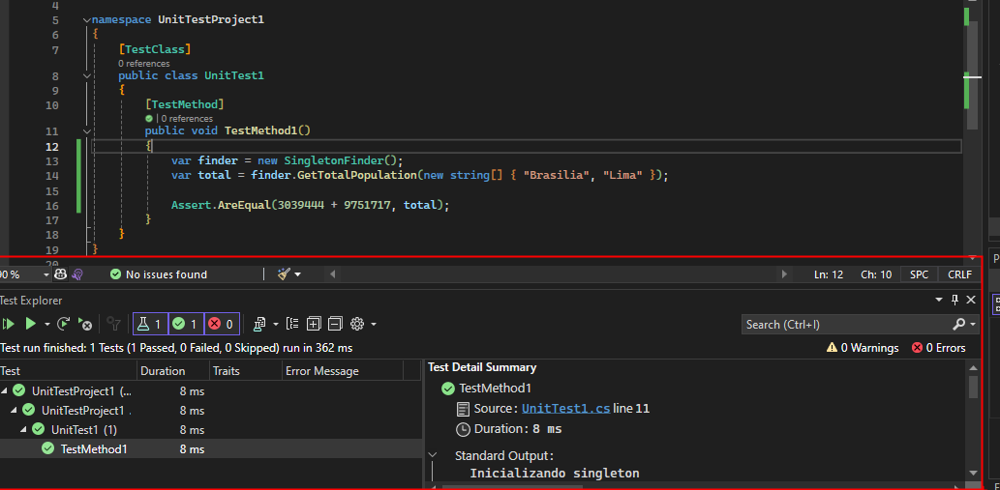 4
5 namespace UnitTestProject1
6 {
7 [TestClass]
0 references
8 public class UnitTest1
9 {
10 [TestMethod]
| 0 references
11 public void TestMethod1()
12 {
13 var finder = new SingletonFinder();
14 var total = finder.GetTotalPopulation(new string[] { "Brasilia", "Lima" });
15
16 Assert.AreEqual(3039444 + 9751717, total);
17 }
18 }
19 }
20
90 % No issues found Ln: 12 Ch: 10 SPC CRLF
Test Explorer
1 1 0 Search (Ctrl+I)
Test run finished: 1 Tests (1 Passed, 0 Failed, 0 Skipped) run in 362 ms 0 Warnings 0 Errors
Test Duration Traits Error Message
UnitTestProject1 (... 8 ms
UnitTestProject1 . 8 ms
UnitTest1 (1) 8 ms
TestMethod1 8 ms
Test Detail Summary
TestMethod1
Source: UnitTest1.cs line 11
Duration: 8 ms
Standard Output:
Inicializando singleton